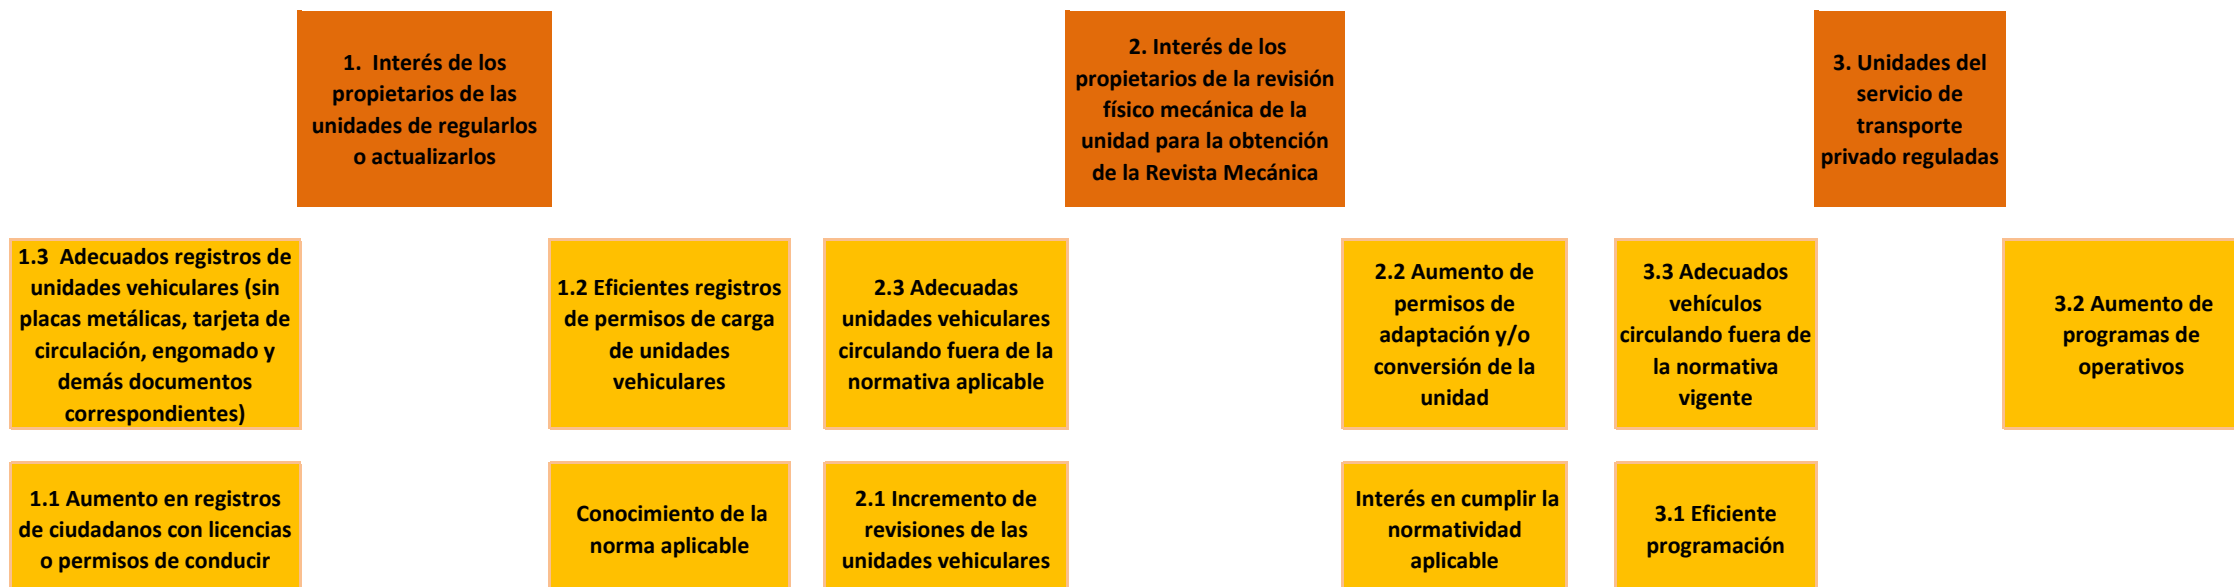 1. Interés de los
propietarios de las
unidades de regularlos
o actualizarlos
2. Interés de los
propietarios de la revisión
físico mecánica de la
unidad para la obtención
de la Revista Mecánica
3. Unidades del
servicio de
transporte
privado reguladas
1.3 Adecuados registros de
unidades vehiculares (sin
placas metálicas, tarjeta de
circulación, engomado y
demás documentos
correspondientes)
1.2 Eficientes registros
de permisos de carga
de unidades
vehiculares
2.3 Adecuadas
unidades vehiculares
circulando fuera de la
normativa aplicable
2.2 Aumento de
permisos de
adaptación y/o
conversión de la
unidad
3.3 Adecuados
vehículos
circulando fuera de
la normativa
vigente
3.2 Aumento de
programas de
operativos
1.1 Aumento en registros
de ciudadanos con licencias
o permisos de conducir
Conocimiento de la
norma aplicable
2.1 Incremento de
revisiones de las
unidades vehiculares
Interés en cumplir la
normatividad
aplicable
3.1 Eficiente
programación